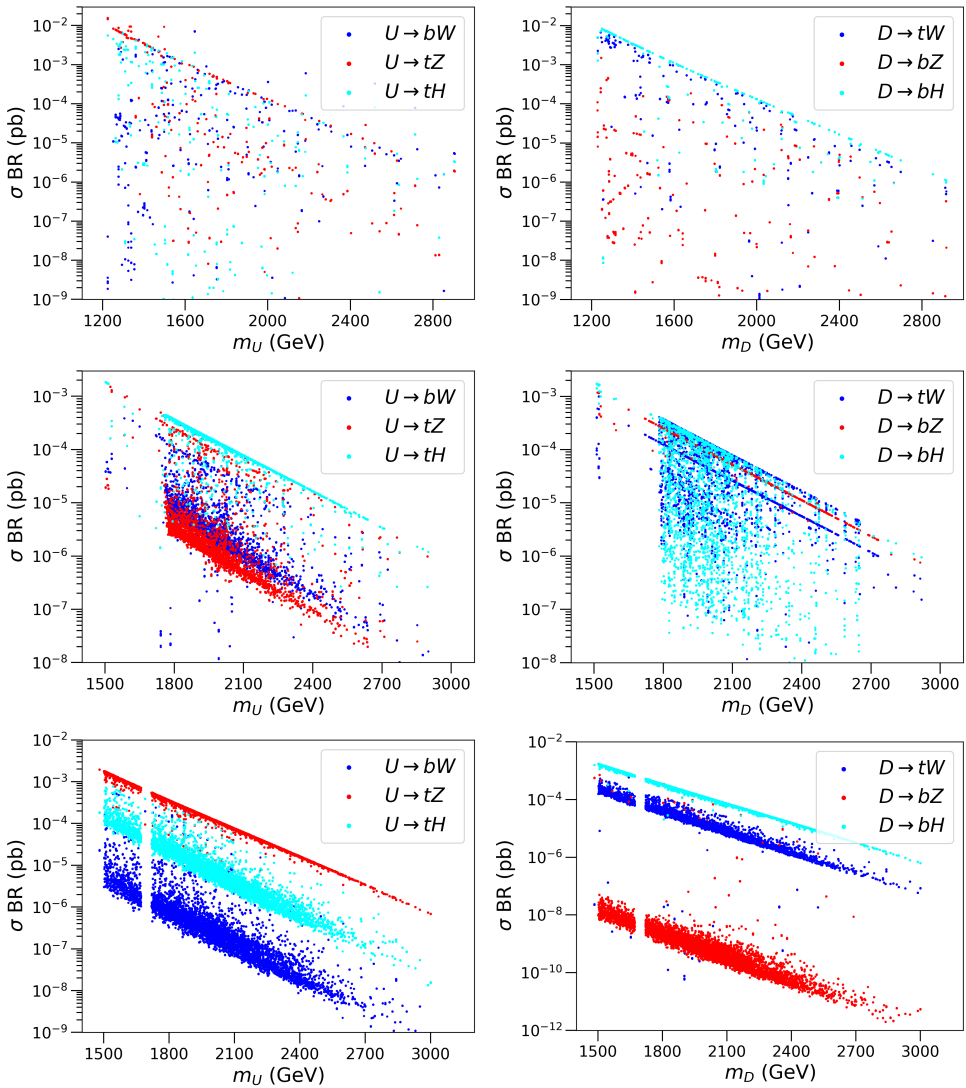 10⁻²
10⁻³
10⁻⁴
10⁻⁵
10⁻⁶
10⁻⁷
10⁻⁸
10⁻⁹
σ BR (pb)
U → bW
U → tZ
U → tH
1200 1600 2000 2400 2800
m_U (GeV)
10⁻²
10⁻³
10⁻⁴
10⁻⁵
10⁻⁶
10⁻⁷
10⁻⁸
10⁻⁹
σ BR (pb)
D → tW
D → bZ
D → bH
1200 1600 2000 2400 2800
m_D (GeV)
10⁻³
10⁻⁴
10⁻⁵
10⁻⁶
10⁻⁷
10⁻⁸
σ BR (pb)
U → bW
U → tZ
U → tH
1500 1800 2100 2400 2700 3000
m_U (GeV)
10⁻³
10⁻⁴
10⁻⁵
10⁻⁶
10⁻⁷
10⁻⁸
σ BR (pb)
D → tW
D → bZ
D → bH
1500 1800 2100 2400 2700 3000
m_D (GeV)
10⁻²
10⁻³
10⁻⁴
10⁻⁵
10⁻⁶
10⁻⁷
10⁻⁸
10⁻⁹
σ BR (pb)
U → bW
U → tZ
U → tH
1500 1800 2100 2400 2700 3000
m_U (GeV)
10⁻²
10⁻⁴
10⁻⁶
10⁻⁸
10⁻¹⁰
10⁻¹²
σ BR (pb)
D → tW
D → bZ
D → bH
1500 1800 2100 2400 2700 3000
m_D (GeV)